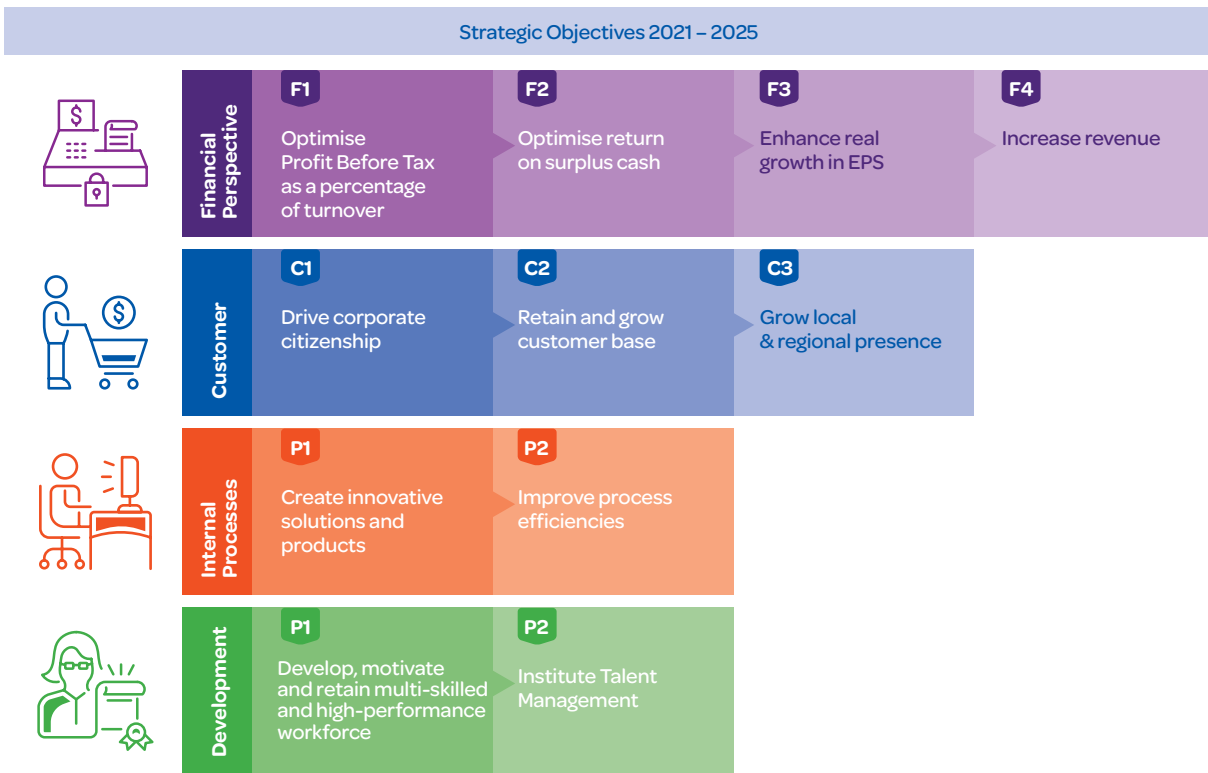 Strategic Objectives 2021 – 2025
Financial
Perspective
F1
Optimise
Profit Before Tax
as a percentage
of turnover
F2
Optimise return
on surplus cash
F3
Enhance real
growth in EPS
F4
Increase revenue
Customer
C1
Drive corporate
citizenship
C2
Retain and grow
customer base
C3
Grow local
& regional presence
Internal
Processes
P1
Create innovative
solutions and
products
P2
Improve process
efficiencies
Development
P1
Develop, motivate
and retain multi-skilled
and high-performance
workforce
P2
Institute Talent
Management